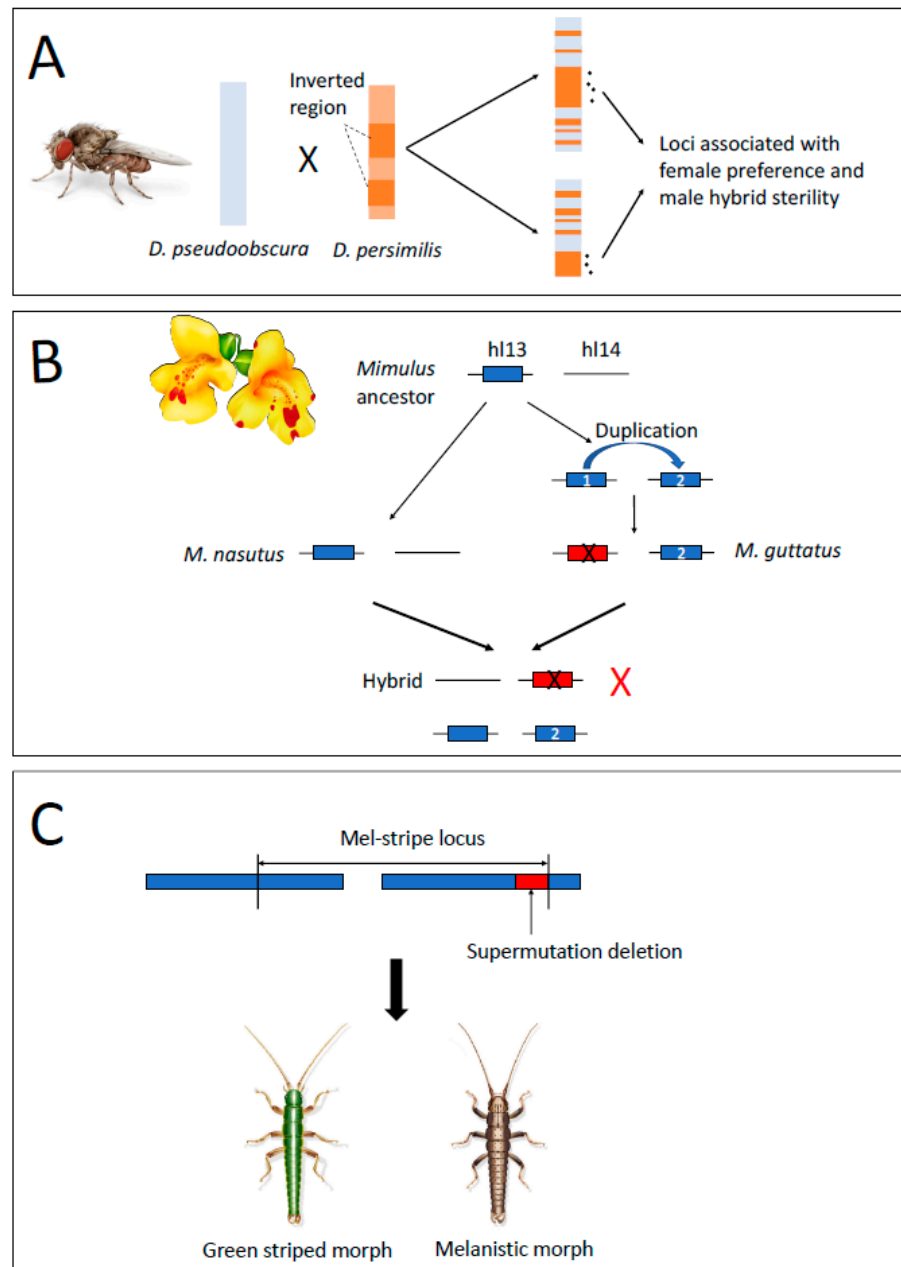 A
Inverted
region
X
D. pseudoobscura
D. persimilis
Loci associated with
female preference and
male hybrid sterility
B
hl13
hl14
Mimulus
ancestor
Duplication
1
2
M. nasutus
X
2
M. guttatus
Hybrid
X
X
2
C
Mel-stripe locus
Supermutation deletion
Green striped morph
Melanistic morph